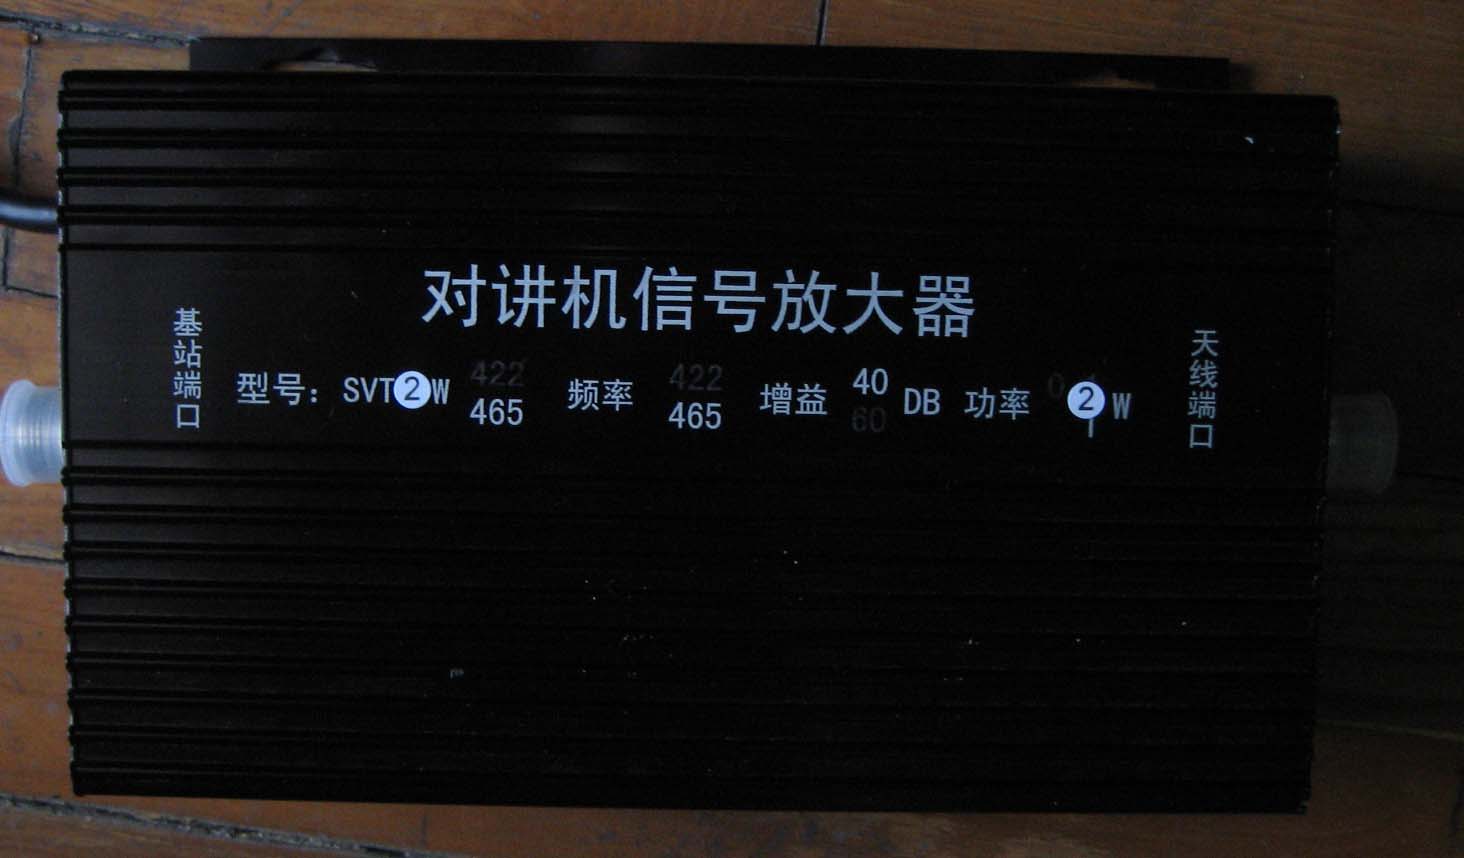 对讲机信号放大器
基站端口
型号：SVT2W 422 465 频率 422 465 增益 40 60 DB 功率 2 W
天线端口